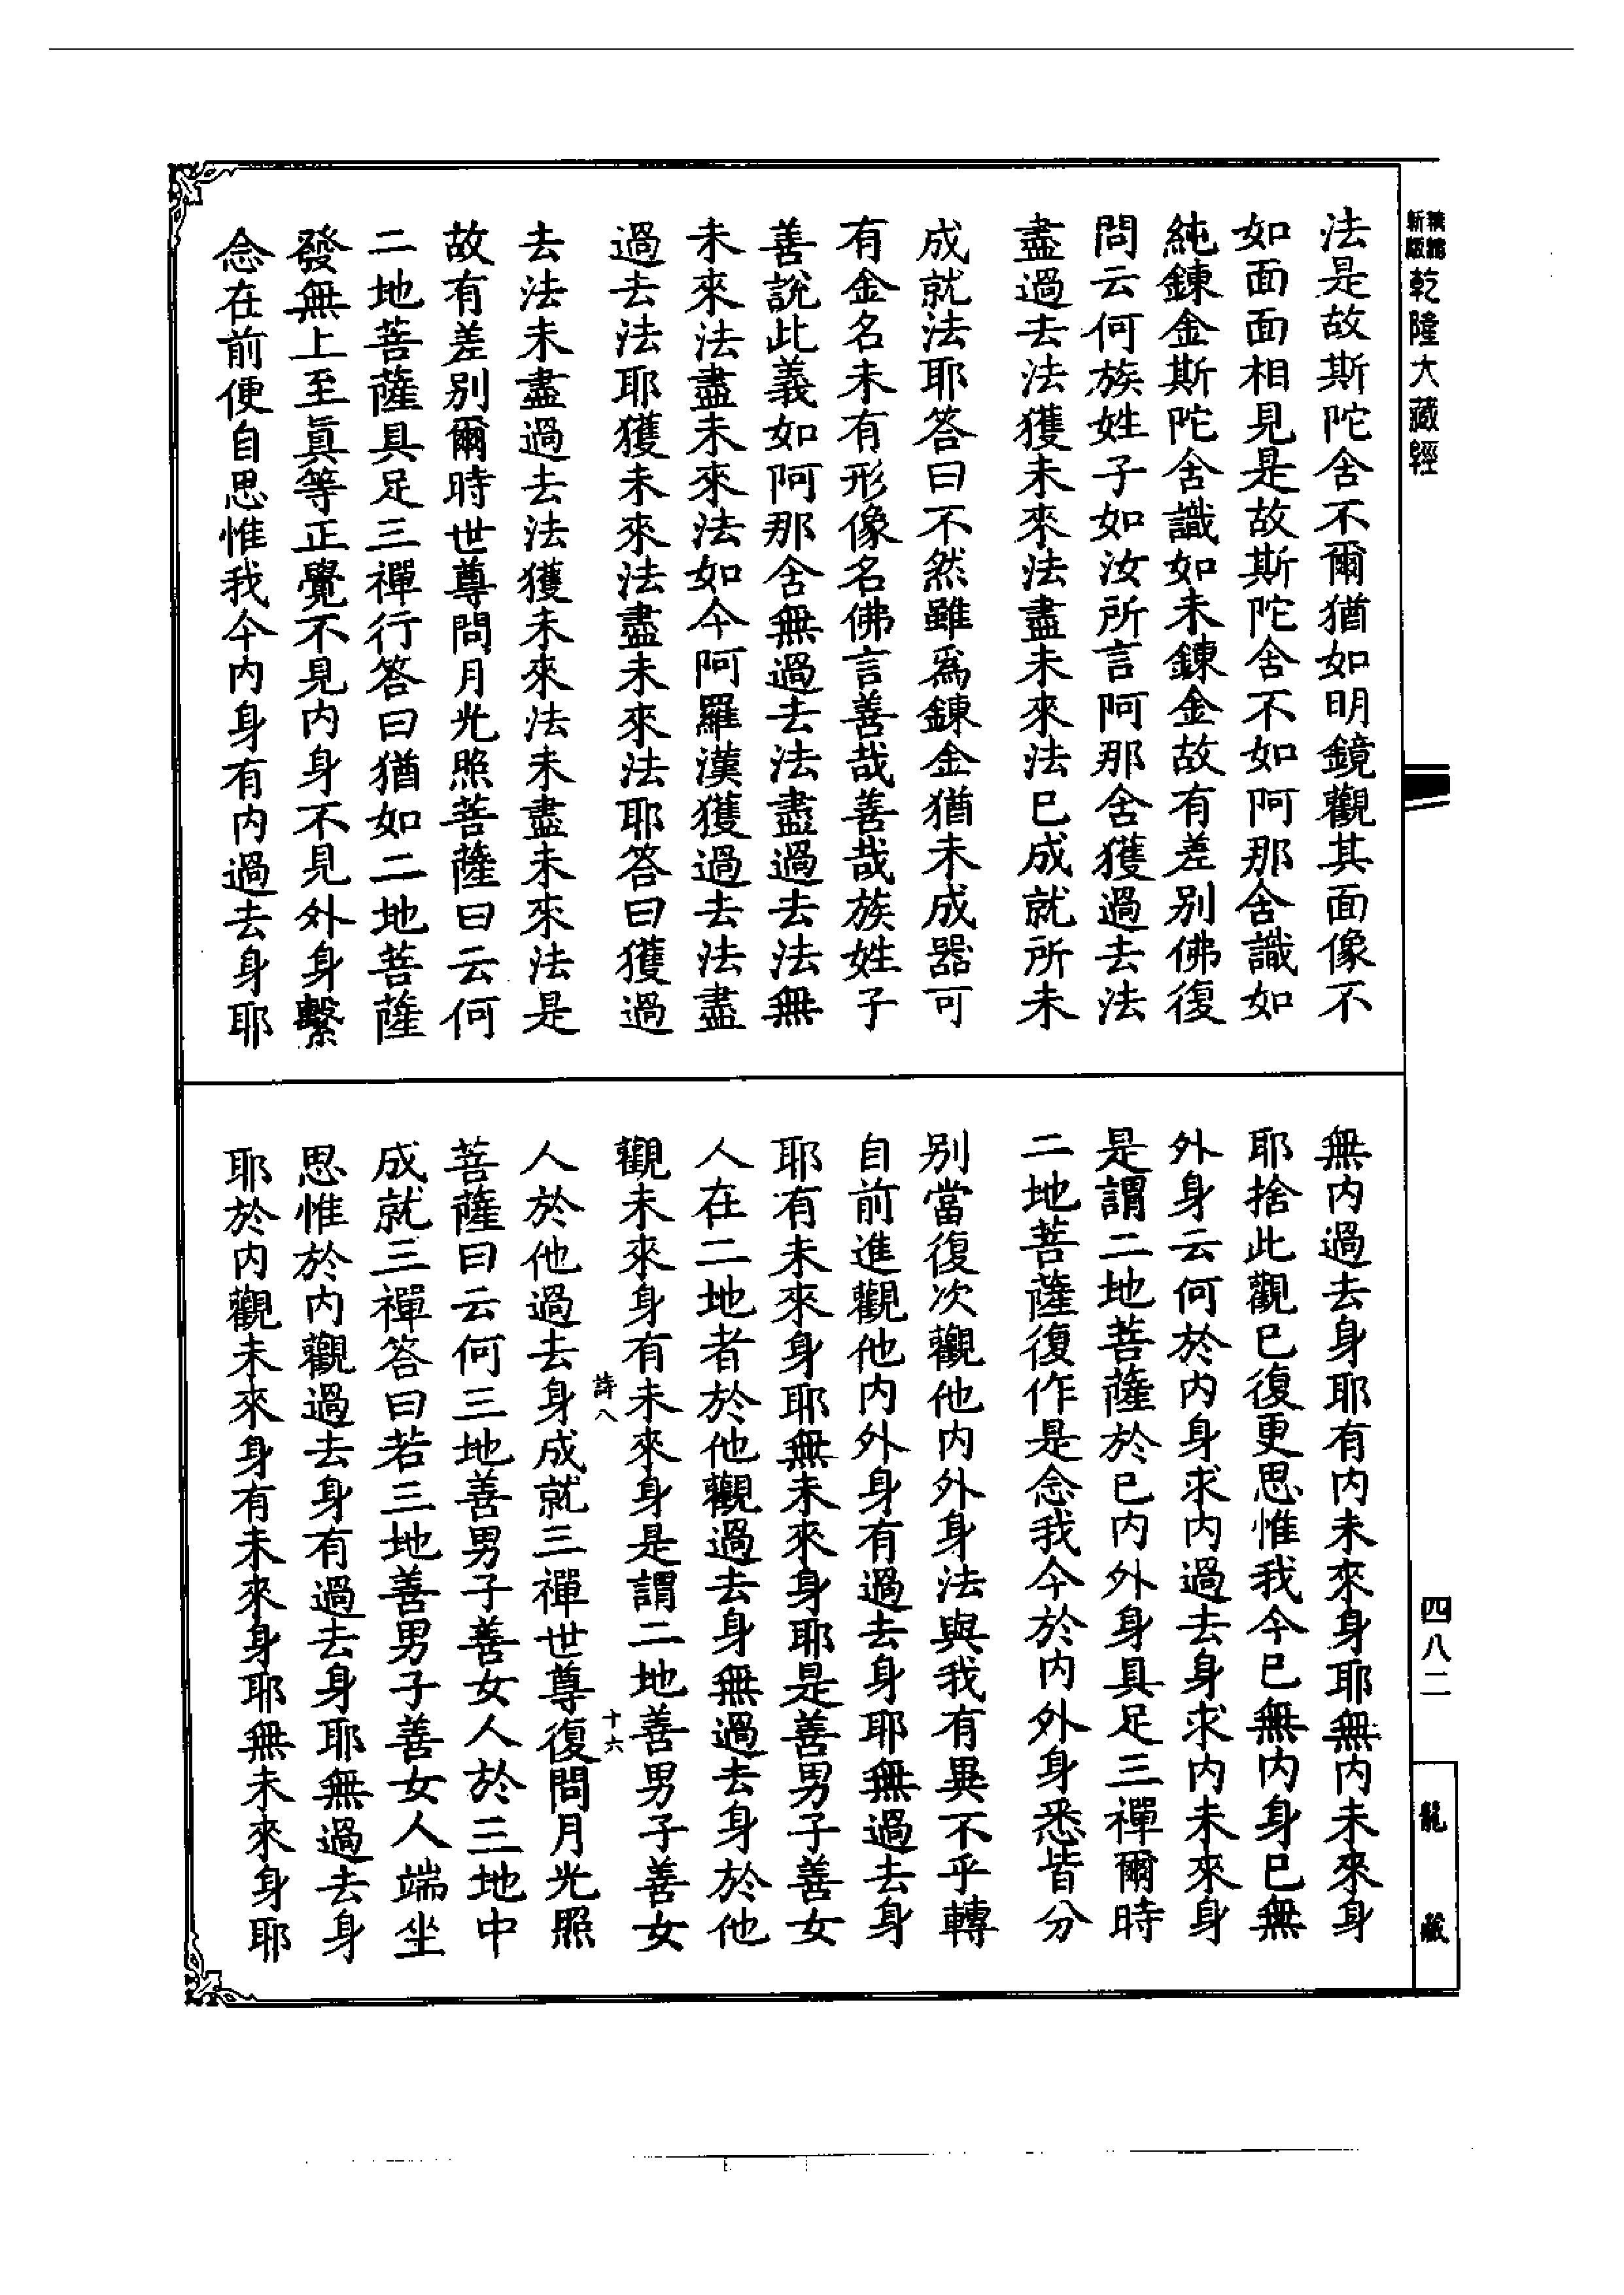 新版
乾隆大藏經
法是故斯陀舍不爾猶如明鏡觀其面像不
如面面相見是故斯陀舍不如阿那舍識如
純鍊金斯陀舍識如未鍊金故有差別佛復
問云何族姓子如汝所言阿那舍獲過去法
盡過去法獲未來法盡未來法已成就所未
成就法耶答曰不然雖爲鍊金猶未成器可
有金名未有形像名佛言善哉善哉族姓子
善說此義如阿那舍無過去法盡過去法無
未來法盡未來法如今阿羅漢獲過去法盡
過去法耶獲未來法盡未來法耶答曰獲過
去法未盡過去法獲未來法未盡未來法是
故有差別爾時世尊問月光照菩薩曰云何
二地菩薩具足三禪行答曰猶如二地菩薩
發無上至眞等正覺不見內身不見外身繫
念在前便自思惟我今內身有內過去身耶
無內過去身耶有內未來身耶無內未來身
耶捨此觀已復更思惟我今已無內身已無
外身云何於內身求內過去身求內未來身
是謂二地菩薩於已內外身具足三禪爾時
二地菩薩復作是念我今於內外身悉皆分
別當復次觀他內外身法與我有異不乎轉
自前進觀他內外身有過去身耶無過去身
耶有未來身耶無未來身耶是善男子善女
人在二地者於他觀過去身無過去身於他
觀未來身有未來身是謂二地善男子善女
詩八
十六
人於他過去身成就三禪世尊復問月光照
菩薩曰云何三地善男子善女人於三地中
成就三禪答曰若三地善男子善女人端坐
思惟於內觀過去身有過去身耶無過去身
耶於內觀未來身有未來身耶無未來身耶
四八二
龍藏